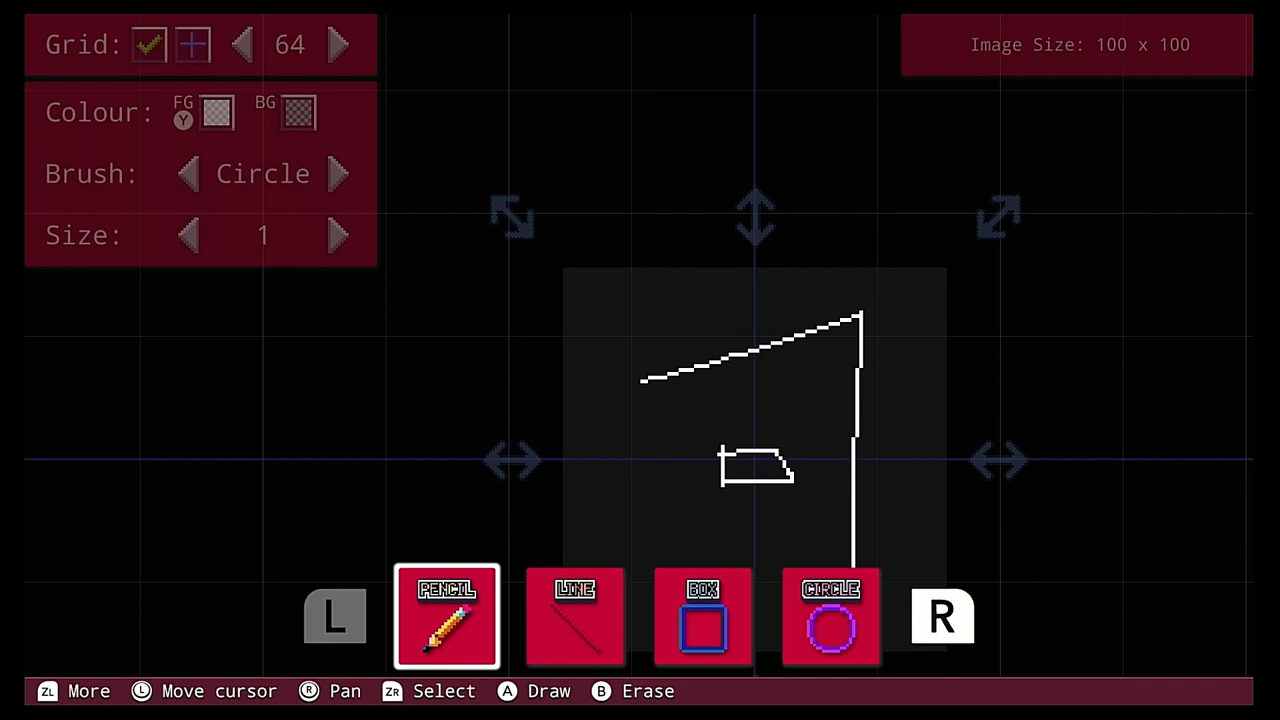 Grid: 64
Image Size: 100 x 100
Colour: FG Y BG
Brush: Circle
Size: 1
PENCIL LINE BOX CIRCLE
L R
ZL More L Move cursor R Pan ZR Select A Draw B Erase